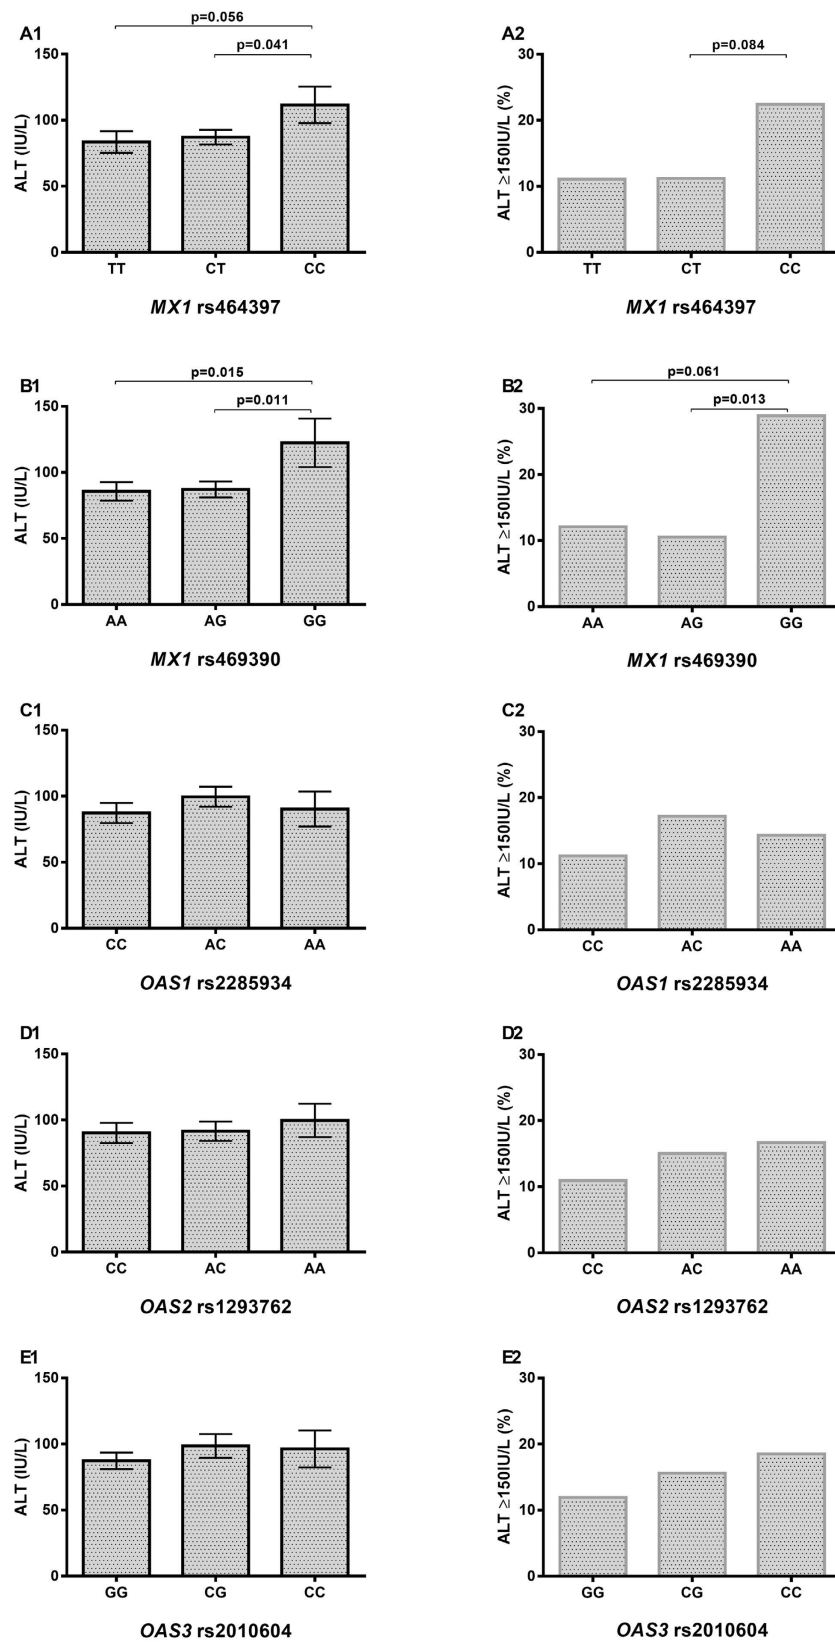 p=0.056
A1
p=0.041
150
100
50
0
ALT (IU/L)
TT CT CC
MX1 rs464397
A2
p=0.084
30
20
10
0
ALT ≥150IU/L (%)
TT CT CC
MX1 rs464397
p=0.015
B1
p=0.011
150
100
50
0
ALT (IU/L)
AA AG GG
MX1 rs469390
p=0.061
B2
p=0.013
30
20
10
0
ALT ≥150IU/L (%)
AA AG GG
MX1 rs469390
C1
150
100
50
0
ALT (IU/L)
CC AC AA
OAS1 rs2285934
C2
30
20
10
0
ALT ≥150IU/L (%)
CC AC AA
OAS1 rs2285934
D1
150
100
50
0
ALT (IU/L)
CC AC AA
OAS2 rs1293762
D2
30
20
10
0
ALT ≥150IU/L (%)
CC AC AA
OAS2 rs1293762
E1
150
100
50
0
ALT (IU/L)
GG CG CC
OAS3 rs2010604
E2
30
20
10
0
ALT ≥150IU/L (%)
GG CG CC
OAS3 rs2010604